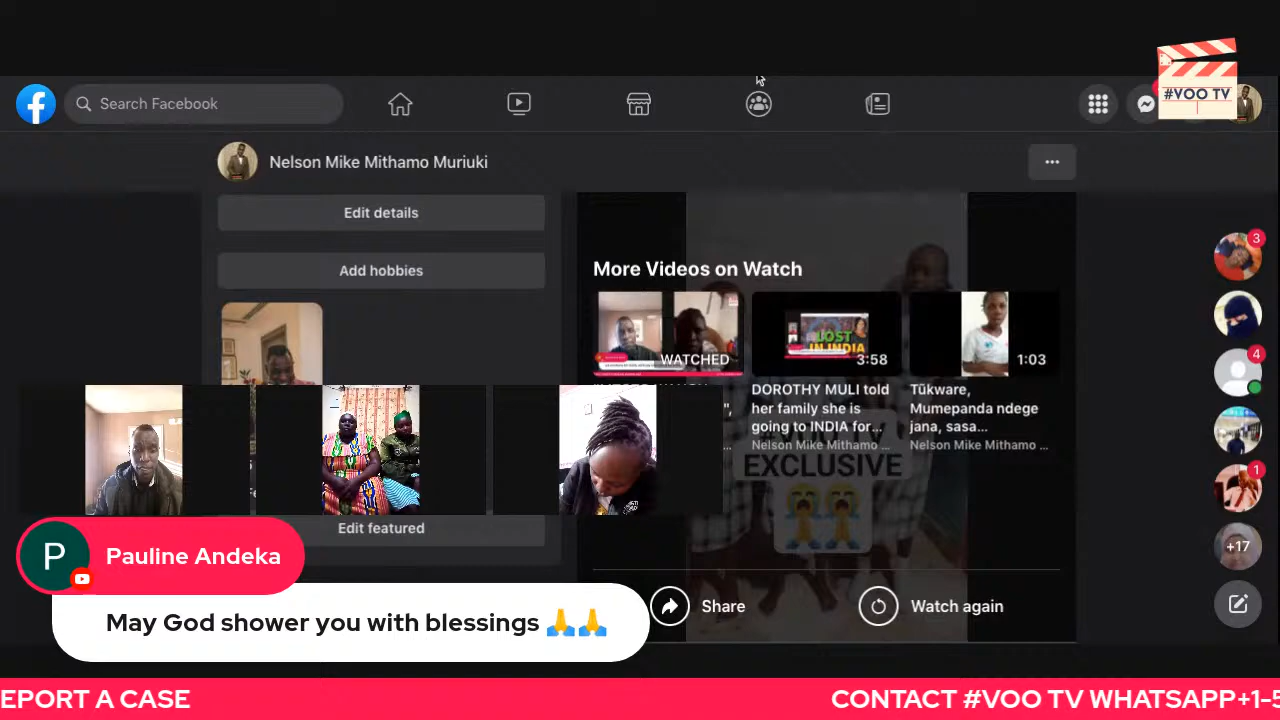 #VOO TV
Search Facebook
Nelson Mike Mithamo Muriuki
...
Edit details
Add hobbies
More Videos on Watch
WATCHED
3:58
1:03
LOST
IN INDIA
DOROTHY MULI told
her family she is
going to INDIA for...
Nelson Mike Mithamo ...
Tũkware,
Mumepanda ndege
jana, sasa...
Nelson Mike Mithamo ...
EXCLUSIVE
😭😭
Edit featured
Share
Watch again
3
4
1
+17
P
Pauline Andeka
May God shower you with blessings 🙏🙏
EPORT A CASE
CONTACT #VOO TV WHATSAPP+1-5